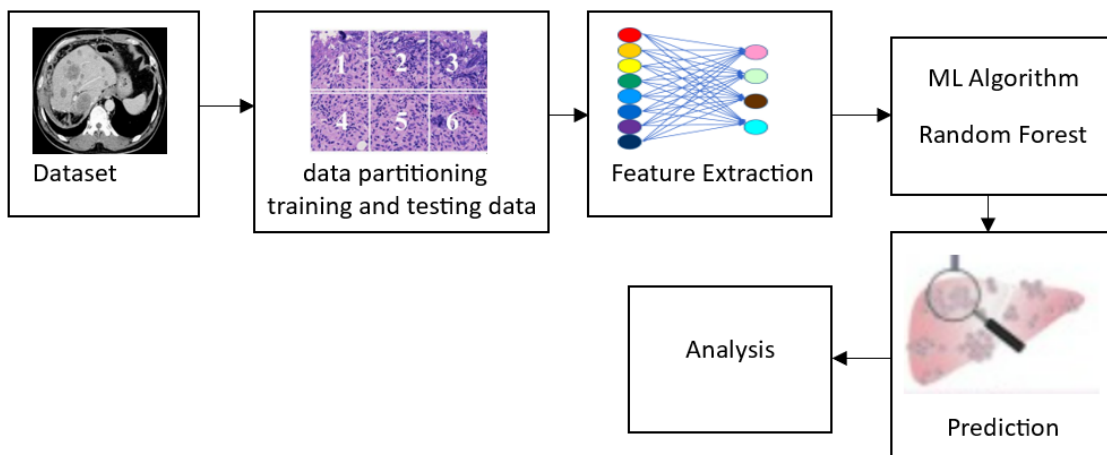 Dataset
1 2 3
4 5 6
data partitioning
training and testing data
Feature Extraction
ML Algorithm
Random Forest
Prediction
Analysis